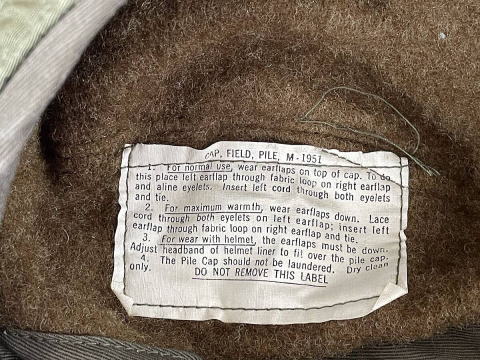 CAP, FIELD, PILE, M-1951
1. For normal use, wear earflaps on top of cap. To do
this place left earflap through fabric loop on right earflap
and aline eyelets. Insert left cord through both eyelets
and tie.
2. For maximum warmth, wear earflaps down. Lace
cord through both eyelets on left earflap; insert left
earflap through fabric loop on right earflap and tie.
3. For wear with helmet, the earflaps must be down.
Adjust headband of helmet liner to fit over the pile cap.
4. The Pile Cap should not be laundered. Dry clean
only.
DO NOT REMOVE THIS LABEL